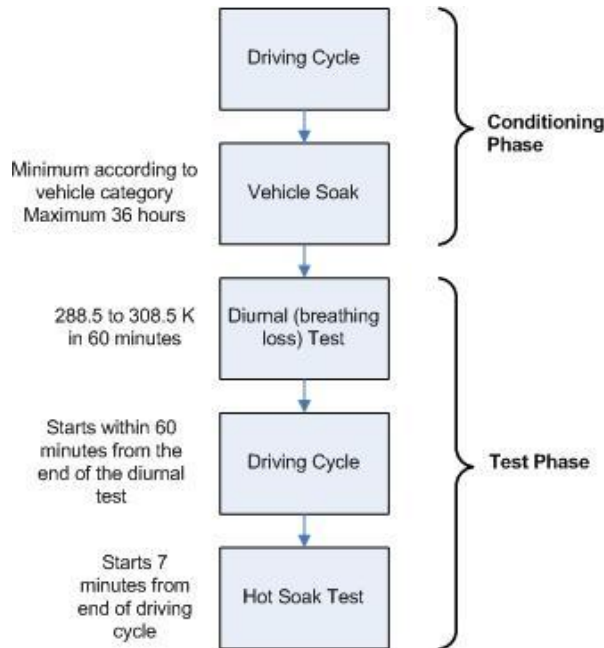 Driving Cycle
Conditioning
Phase
Minimum according to
vehicle category
Maximum 36 hours
Vehicle Soak
288.5 to 308.5 K
in 60 minutes
Diurnal (breathing
loss) Test
Starts within 60
minutes from the
end of the diurnal
test
Driving Cycle
Test Phase
Starts 7
minutes from
end of driving
cycle
Hot Soak Test